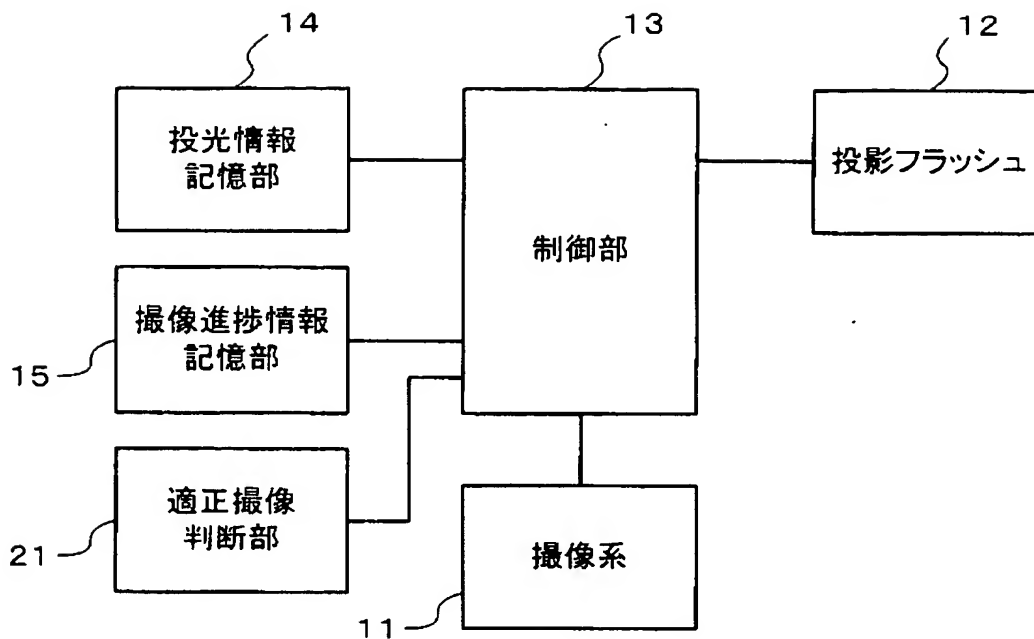 14
13
12
投光情報
記憶部
制御部
投影フラッシュ
撮像進捗情報
記憶部
15
適正撮像
判断部
21
撮像系
11